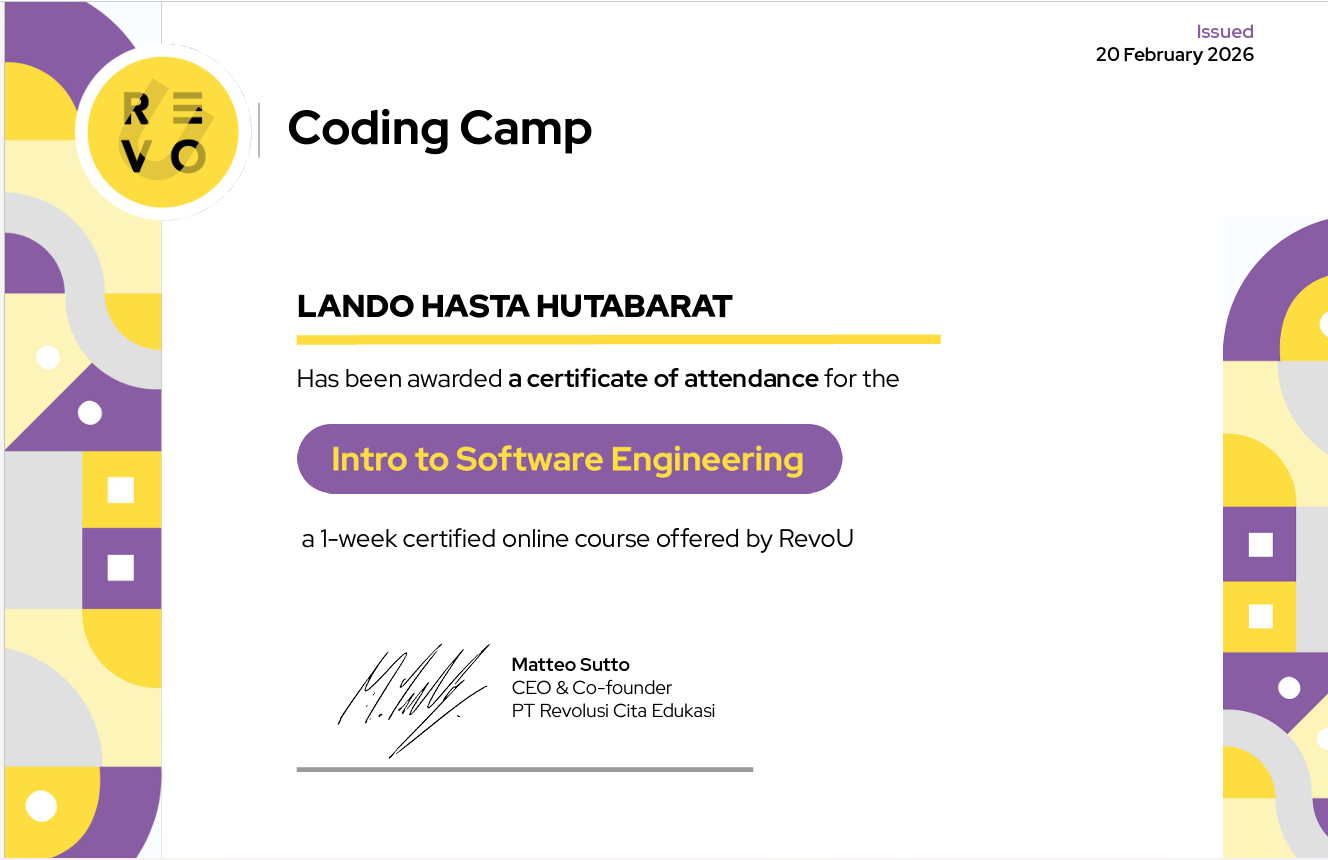 Issued
20 February 2026
RE
VO
Coding Camp
LANDO HASTA HUTABARAT
Has been awarded a certificate of attendance for the
Intro to Software Engineering
a 1-week certified online course offered by RevoU
Matteo Sutto
CEO & Co-founder
PT Revolusi Cita Edukasi